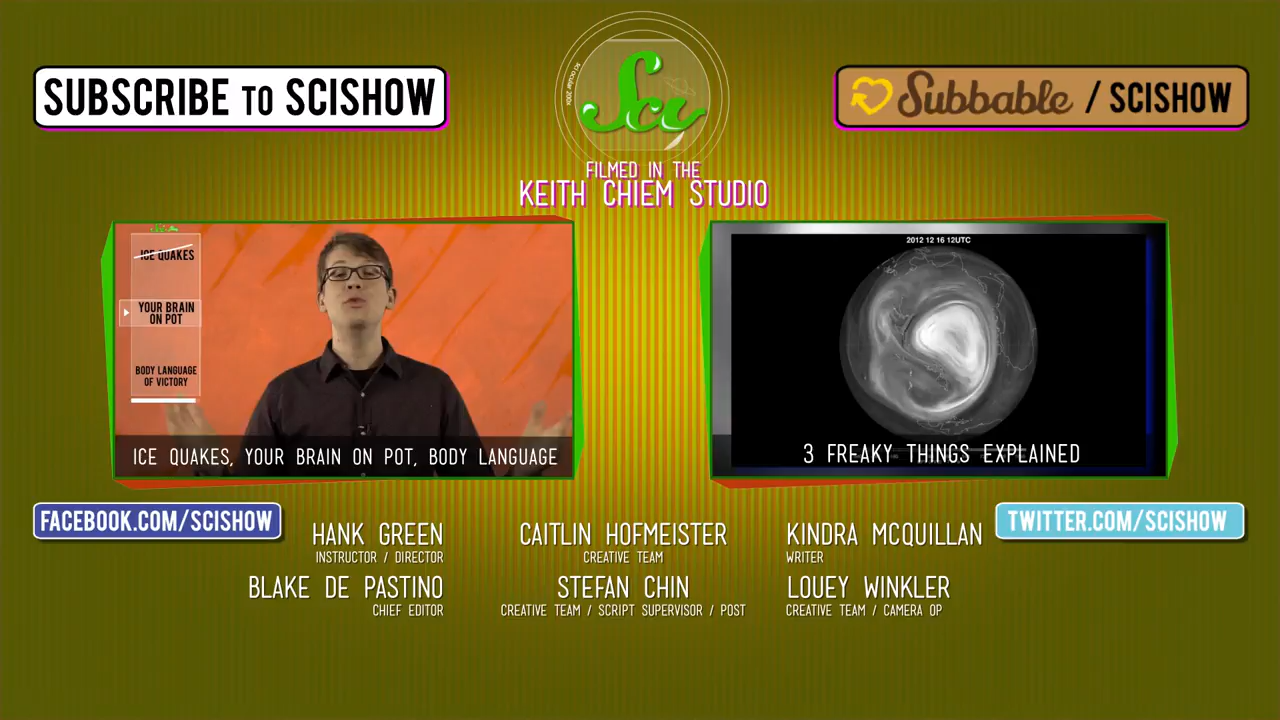 SUBSCRIBE TO SCISHOW
Sci
Subbable / SCISHOW
FILMED IN THE
KEITH CHIEM STUDIO
ICE QUAKES
YOUR BRAIN
ON POT
BODY LANGUAGE
OF VICTORY
ICE QUAKES, YOUR BRAIN ON POT, BODY LANGUAGE
2012 12 16 12UTC
3 FREAKY THINGS EXPLAINED
FACEBOOK.COM/SCISHOW
TWITTER.COM/SCISHOW
HANK GREEN
INSTRUCTOR / DIRECTOR
CAITLIN HOFMEISTER
CREATIVE TEAM
KINDRA MCQUILLAN
WRITER
BLAKE DE PASTINO
CHIEF EDITOR
STEFAN CHIN
CREATIVE TEAM / SCRIPT SUPERVISOR / POST
LOUEY WINKLER
CREATIVE TEAM / CAMERA OP